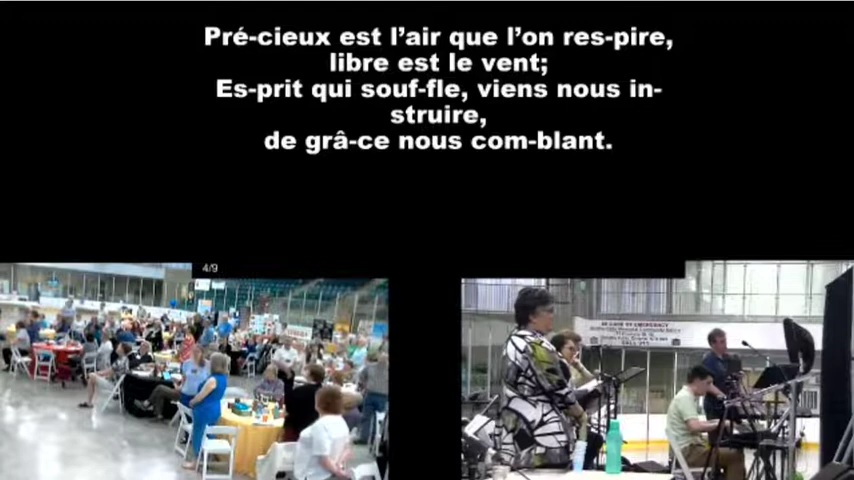 Pré-cieux est l’air que l’on res-pire,
libre est le vent;
Es-prit qui souf-fle, viens nous in-
struire,
de grâ-ce nous com-blant.
4/9